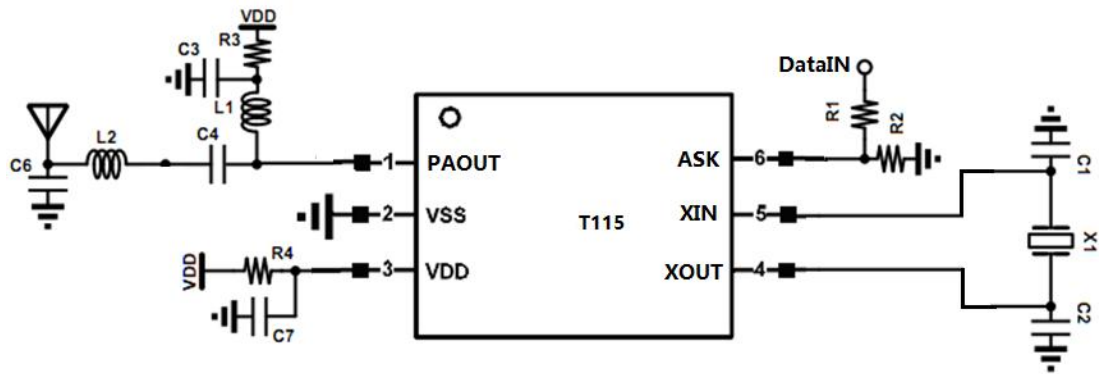 VDD
R3
C3
L1
L2
C4
C6
DataIN
R1
R2
C1
1 PAOUT
ASK 6
2 VSS
T115
XIN 5
X1
VDD
R4
3 VDD
XOUT 4
C7
C2